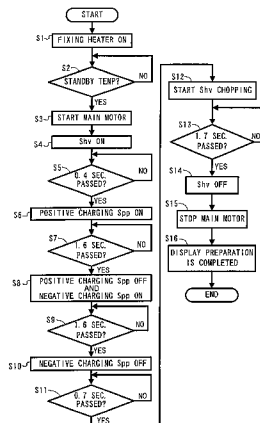 START
S1
FIXING HEATER ON
S2
STANDBY TEMP?
NO
YES
S3
START MAIN MOTOR
S4
Shv ON
S5
0.4 SEC.
PASSED?
NO
YES
S6
POSITIVE CHARGING Spp ON
S7
1.6 SEC.
PASSED?
NO
YES
S8
POSITIVE CHARGING Spp OFF
AND
NEGATIVE CHARGING Spp ON
S9
1.6 SEC.
PASSED?
NO
YES
S10
NEGATIVE CHARGING Spp OFF
S11
0.7 SEC.
PASSED?
NO
YES
S12
START Shv CHOPPING
S13
1.7 SEC.
PASSED?
NO
YES
S14
Shv OFF
S15
STOP MAIN MOTOR
S16
DISPLAY PREPARATION
IS COMPLETED
END